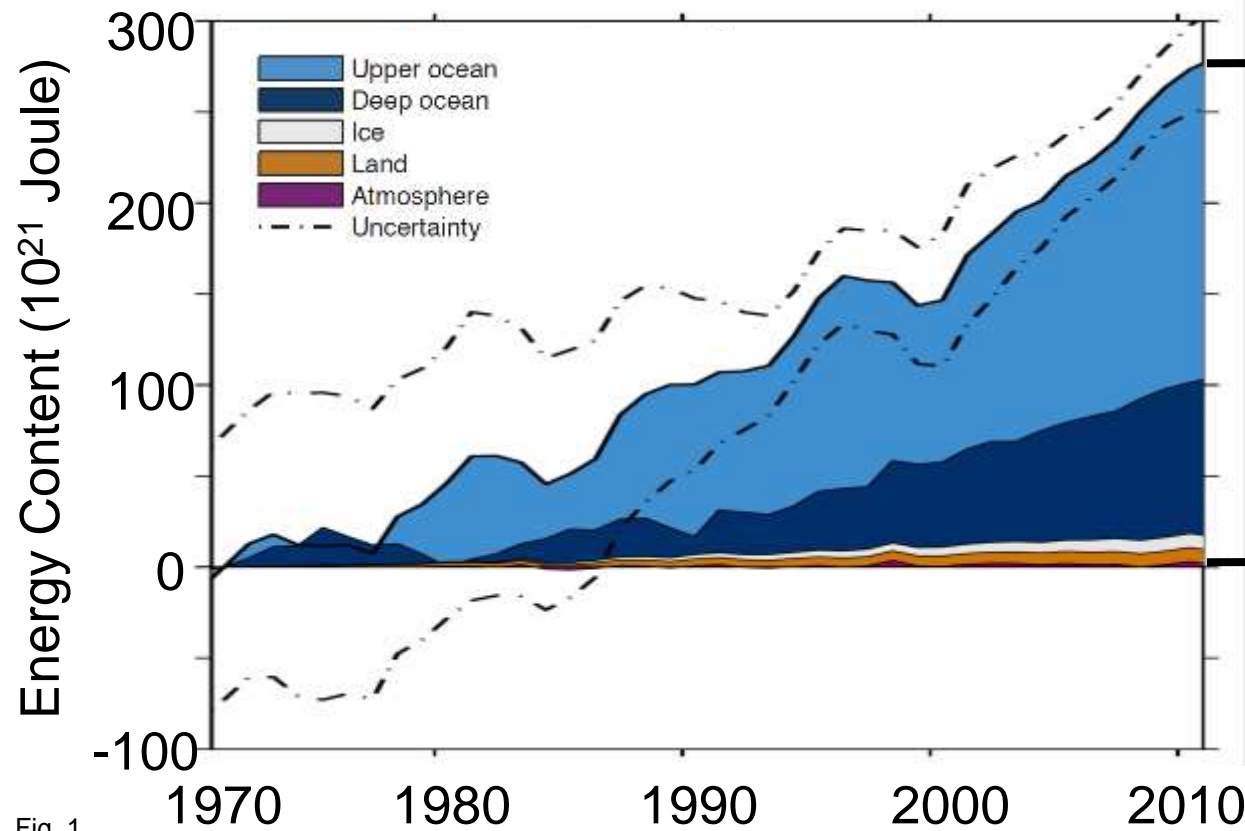 Energy Content (10²¹ Joule)
300
200
100
0
-100
Upper ocean
Deep ocean
Ice
Land
Atmosphere
Uncertainty
1970 1980 1990 2000 2010
Fig. 1